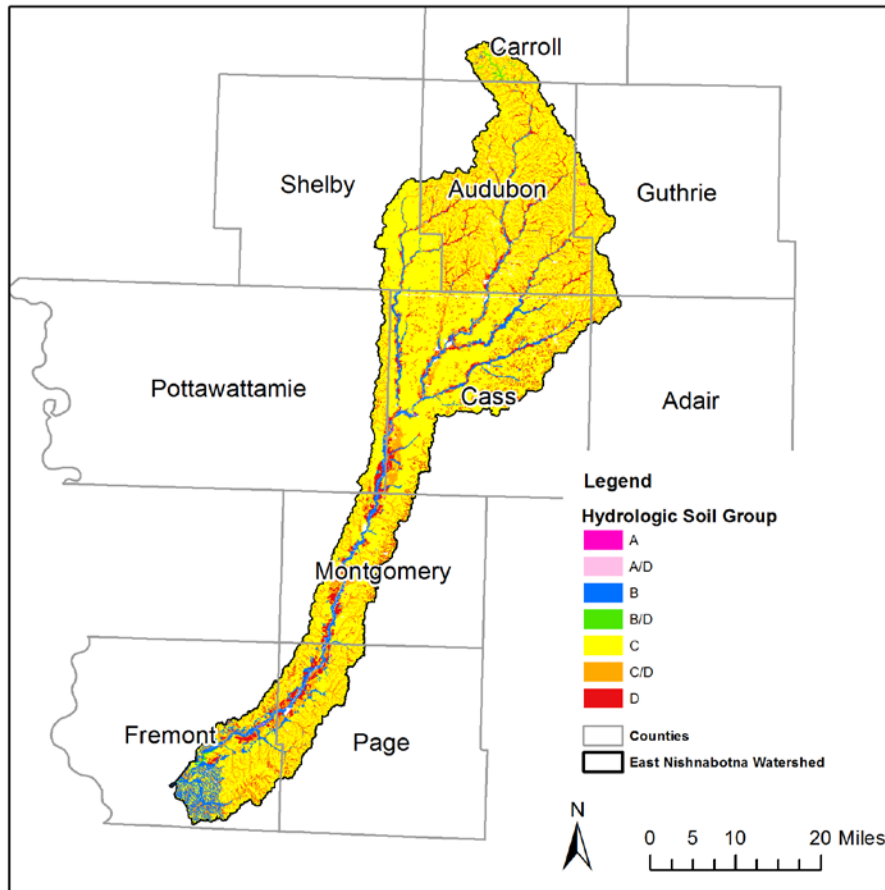 Carroll
Shelby
Audubon
Guthrie
Pottawattamie
Cass
Adair
Legend
Hydrologic Soil Group
A
A/D
B
B/D
C
C/D
D
Montgomery
Fremont
Page
Counties
East Nishnabotna Watershed
N
0 5 10 20 Miles